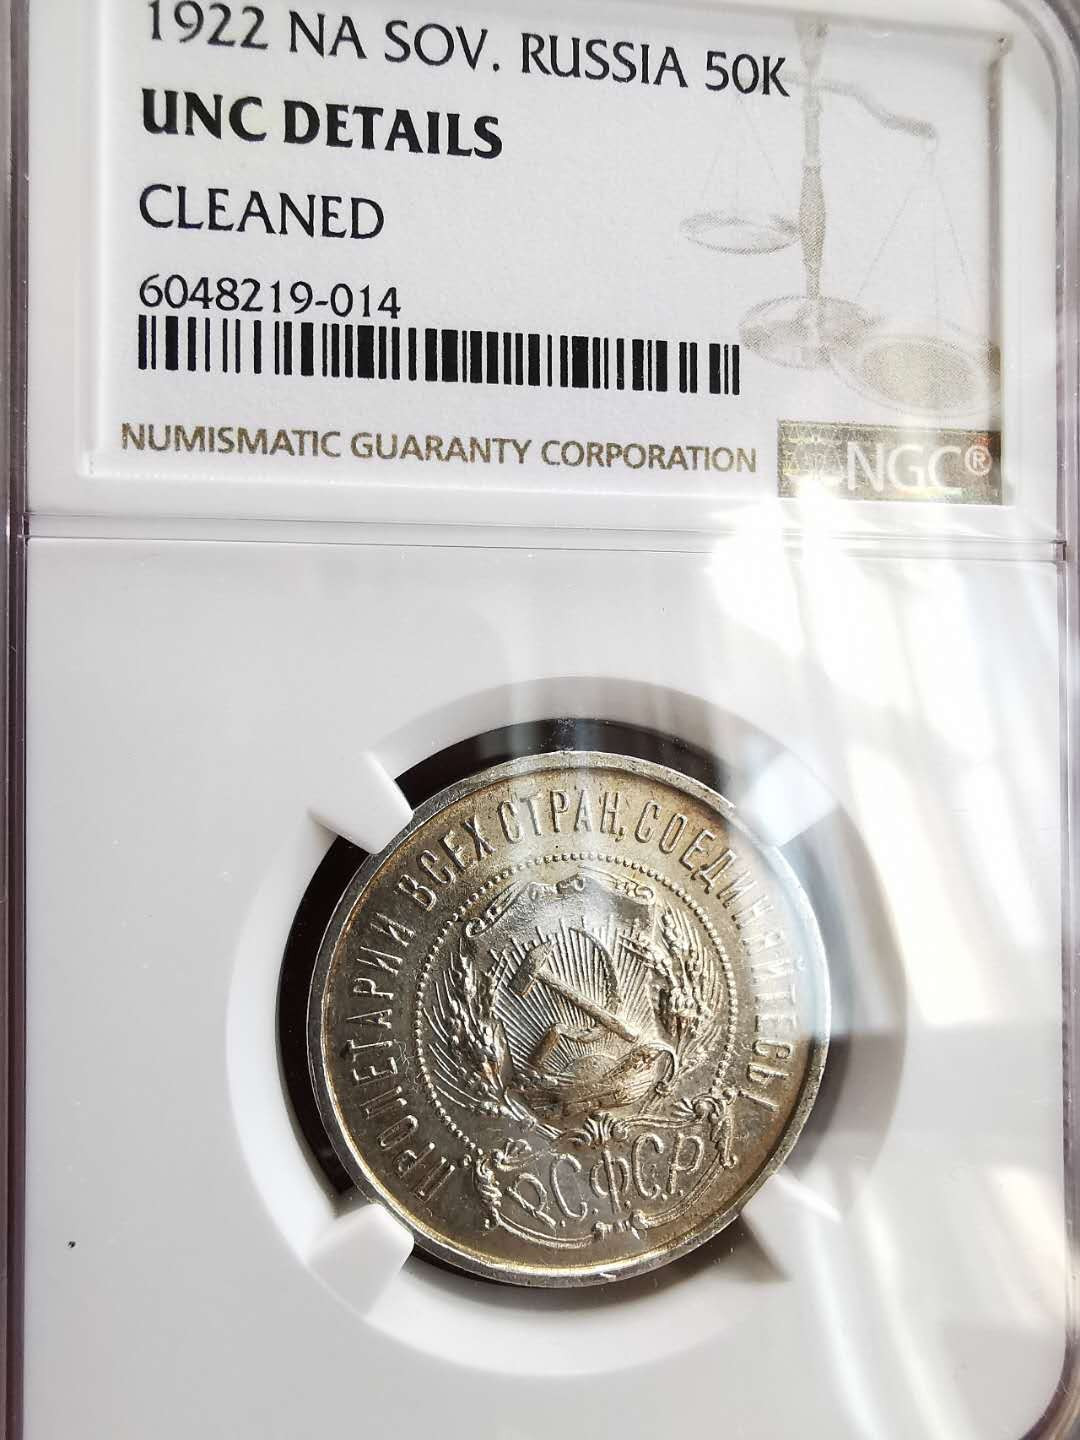 1922 NA SOV. RUSSIA 50K
UNC DETAILS
CLEANED
6048219-014
NUMISMATIC GUARANTY CORPORATION
NGC®
ПРОЛЕТАРИИ ВСЕХ СТРАН, СОЕДИНЯЙТЕСЬ!
Р.С.Ф.С.Р.